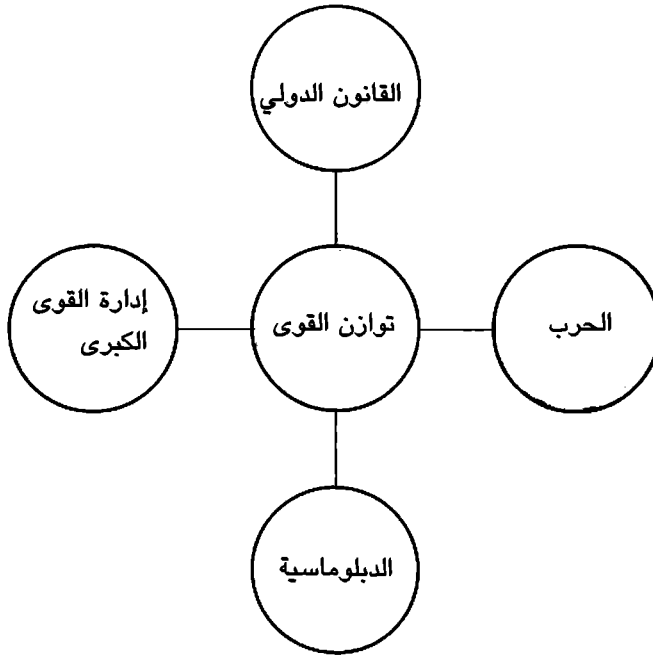 القانون الدولي
إدارة القوى
الكبرى
توازن القوى
الحرب
الدبلوماسية